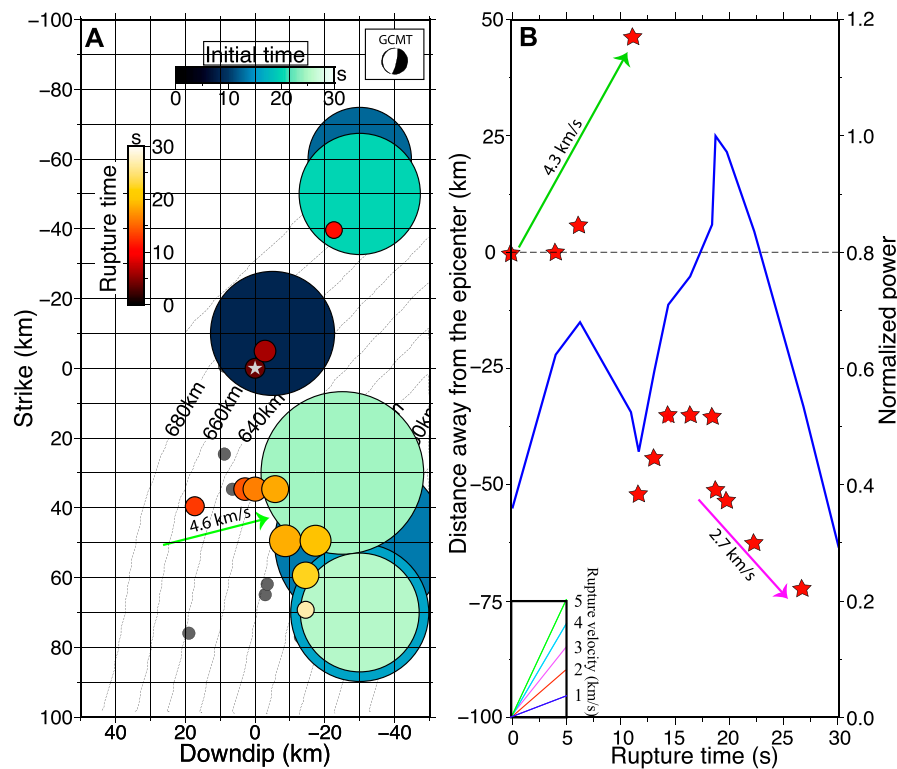 A
Initial time
s
0 10 20 30
GCMT
s
30
20
10
0
Rupture time
−100
−80
−60
−40
−20
0
20
40
60
80
100
Strike (km)
680km
660km
640km
4.6 km/s
40 20 0 −20 −40
Downdip (km)
B
50
25
0
−25
−50
−75
−100
Distance away from the epicenter (km)
4.3 km/s
2.7 km/s
5
4
3
2
1
Rupture velocity (km/s)
1.2
1.0
0.8
0.6
0.4
0.2
0.0
Normalized power
0 5 10 15 20 25 30
Rupture time (s)